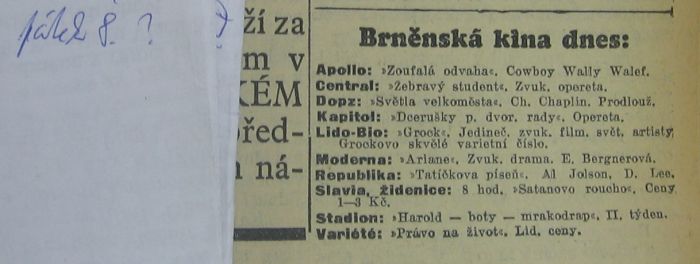 pátek 8. ?
ží za
m v
KÉM
před-
ná-
Brněnská kina dnes:
Apollo: »Zoufalá odvaha«. Cowboy Wally Walef.
Central: »Žebravý student«. Zvuk. opereta.
Dopz: »Světla velkoměsta«. Ch. Chaplin. Prodlouž.
Kapitol: »Dcerušky p. dvor. rady«. Opereta.
Lido-Bio: »Grock«. Jedineč. zvuk. film, svět. artisty
Grockovo skvělé varietní číslo.
Moderna: »Ariane«. Zvuk. drama. E. Bergnerová.
Republika: »Tatíčkova píseň«. Al Jolson, D. Lee.
Slavia, Židenice: 8 hod. »Satanovo roucho«. Ceny
1—3 Kč.
Stadion: »Harold — boty — mrakodrap«. II. týden.
Varieté: »Právo na život«. Lid. ceny.